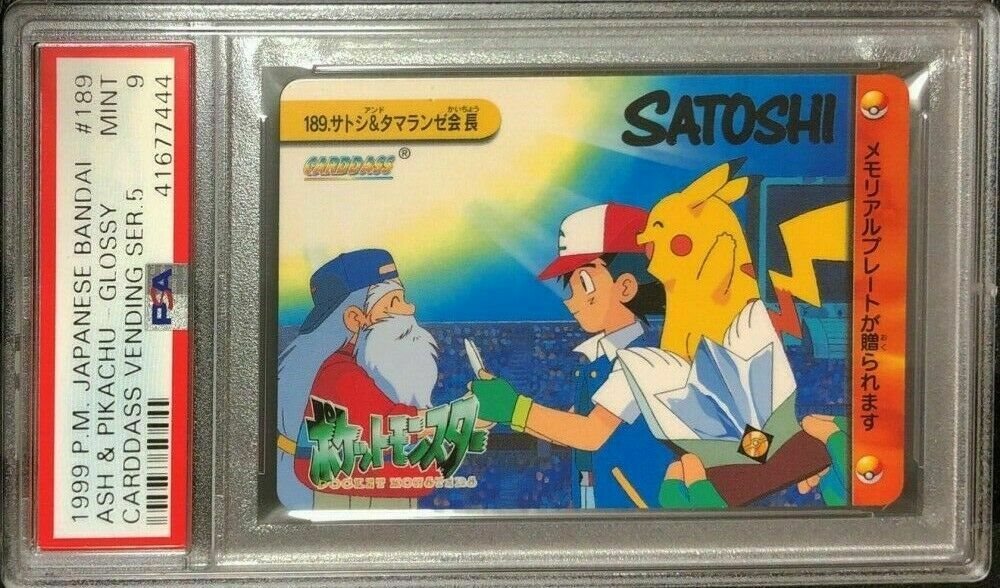 1999 P.M. JAPANESE BANDAI #189
ASH & PIKACHU - GLOSSY MINT
CARDDASS VENDING SER.5 9
41677444
PSA
アンド かいちょう
189.サトシ&タマランゼ会長
CARDDASS®
SATOSHI
メモリアルプレートが贈られます
おく
ポケットモンスター
POCKET MONSTERS